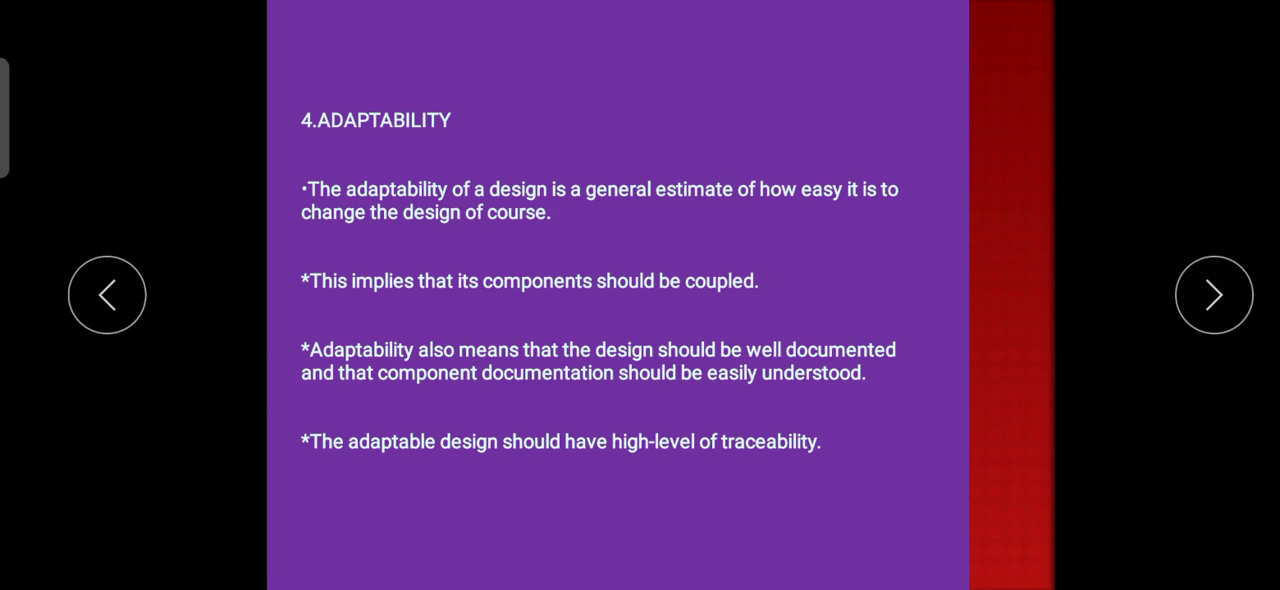 4.ADAPTABILITY
•The adaptability of a design is a general estimate of how easy it is to
change the design of course.
*This implies that its components should be coupled.
*Adaptability also means that the design should be well documented
and that component documentation should be easily understood.
*The adaptable design should have high-level of traceability.